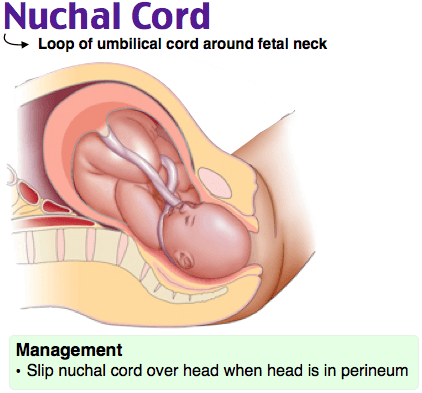 Nuchal Cord
Loop of umbilical cord around fetal neck
Management
• Slip nuchal cord over head when head is in perineum